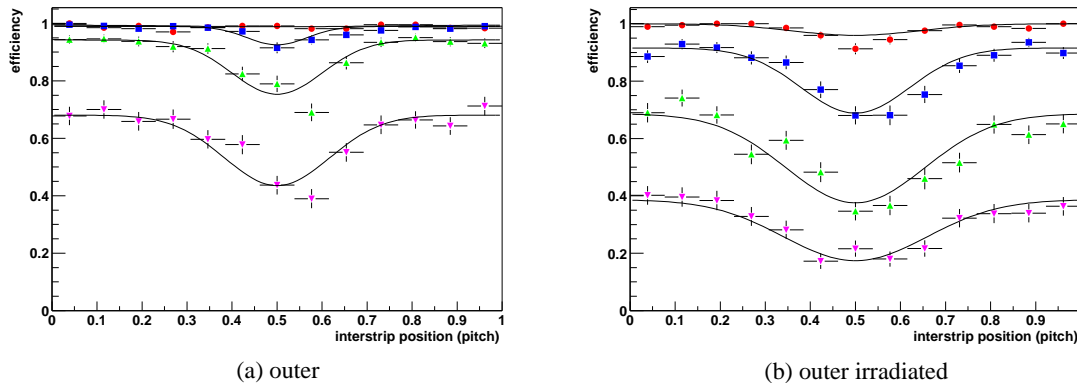 efficiency
1
0.8
0.6
0.4
0.2
0
0 0.1 0.2 0.3 0.4 0.5 0.6 0.7 0.8 0.9 1
interstrip position (pitch)
(a) outer
efficiency
1
0.8
0.6
0.4
0.2
0
0 0.1 0.2 0.3 0.4 0.5 0.6 0.7 0.8 0.9
interstrip position (pitch)
(b) outer irradiated